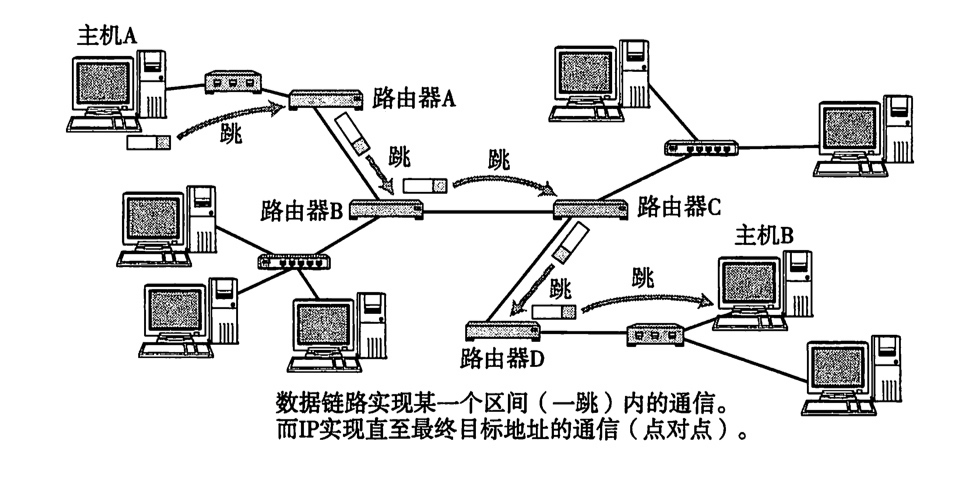 主机A
路由器A
跳
跳
跳
路由器B
路由器C
主机B
跳
跳
路由器D
数据链路实现某一个区间（一跳）内的通信。
而IP实现直至最终目标地址的通信（点对点）。